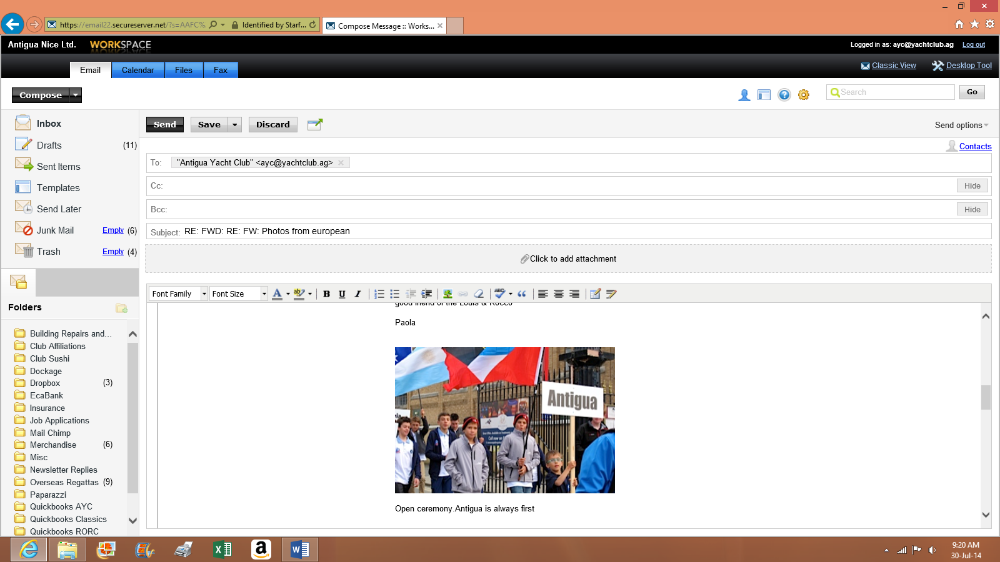 https://email22.secureserver.net/?s=AAFC%
Identified by Starf...
Compose Message :: Works...
Antigua Nice Ltd.
WORKSPACE
Logged in as: ayc@yachtclub.ag
Log out
Email
Calendar
Files
Fax
Classic View
Desktop Tool
Compose
Search
Go
Inbox
Drafts (11)
Sent Items
Templates
Send Later
Junk Mail Empty (6)
Trash Empty (4)
Folders
Building Repairs and...
Club Affiliations
Club Sushi
Dockage
Dropbox (3)
EcaBank
Insurance
Job Applications
Mail Chimp
Merchandise (6)
Misc
Newsletter Replies
Overseas Regattas (9)
Paparazzi
Quickbooks AYC
Quickbooks Classics
Quickbooks RORC
Send
Save
Discard
Send options
Contacts
To: "Antigua Yacht Club" <ayc@yachtclub.ag>
Cc: Hide
Bcc: Hide
Subject: RE: FWD: RE: FW: Photos from european
Click to add attachment
Font Family
Font Size
B U I
good friend of the Louis & Rocco
Paola
Antigua
Open ceremony.Antigua is always first
9:20 AM
30-Jul-14